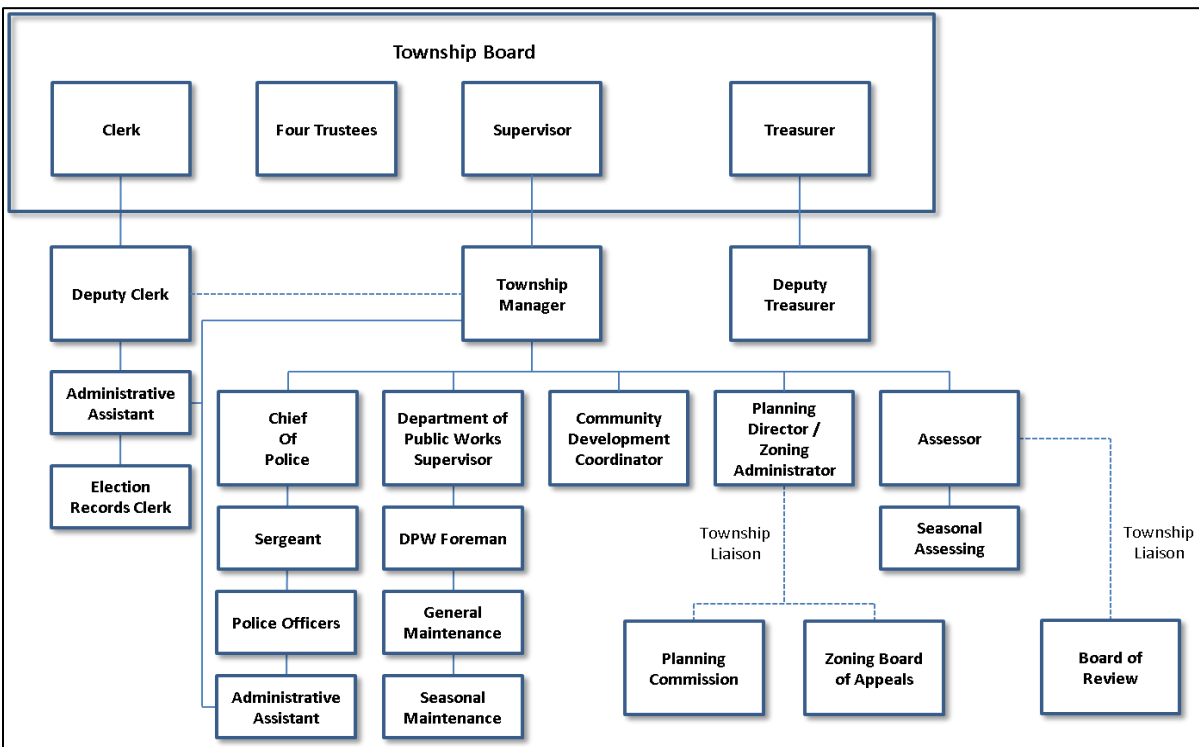 Township Board
Clerk
Four Trustees
Supervisor
Treasurer
Deputy Clerk
Township
Manager
Deputy
Treasurer
Administrative
Assistant
Election
Records Clerk
Chief
Of
Police
Department of
Public Works
Supervisor
Community
Development
Coordinator
Planning
Director /
Zoning
Administrator
Assessor
Sergeant
DPW Foreman
Township
Liaison
Seasonal
Assessing
Township
Liaison
Police Officers
General
Maintenance
Planning
Commission
Zoning Board
of Appeals
Board of
Review
Administrative
Assistant
Seasonal
Maintenance